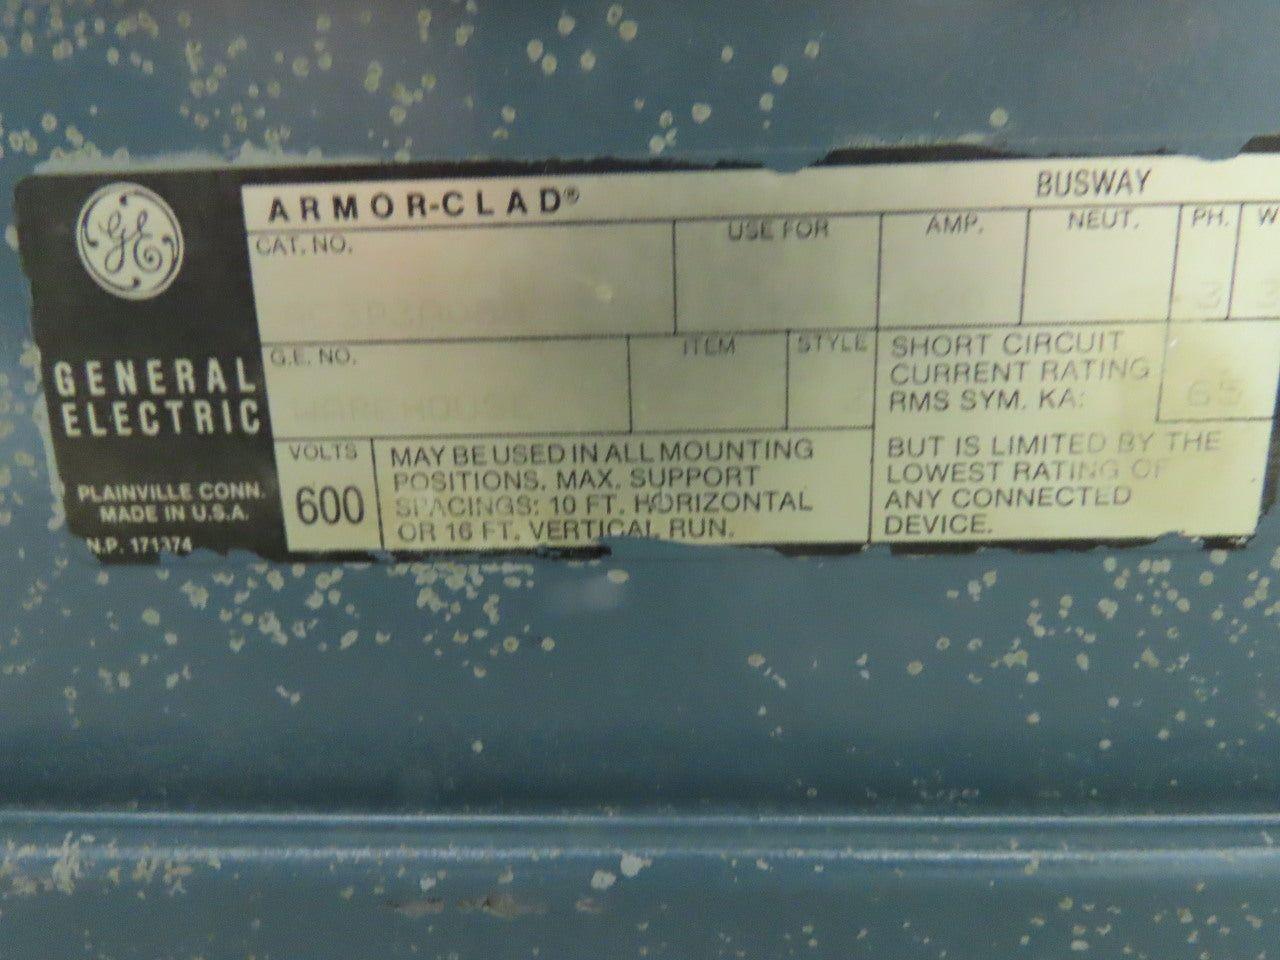 GE
ARMOR-CLAD® BUSWAY
CAT. NO. USE FOR AMP. NEUT. PH. W
3 3
G.E. NO. ITEM STYLE
WAREHOUS
SHORT CIRCUIT
CURRENT RATING
RMS SYM. KA: 65
GENERAL
ELECTRIC
PLAINVILLE CONN.
MADE IN U.S.A.
N.P. 171374
VOLTS
600
MAY BE USED IN ALL MOUNTING
POSITIONS. MAX. SUPPORT
SPACINGS: 10 FT. HORIZONTAL
OR 16 FT. VERTICAL RUN.
BUT IS LIMITED BY THE
LOWEST RATING OF
ANY CONNECTED
DEVICE.